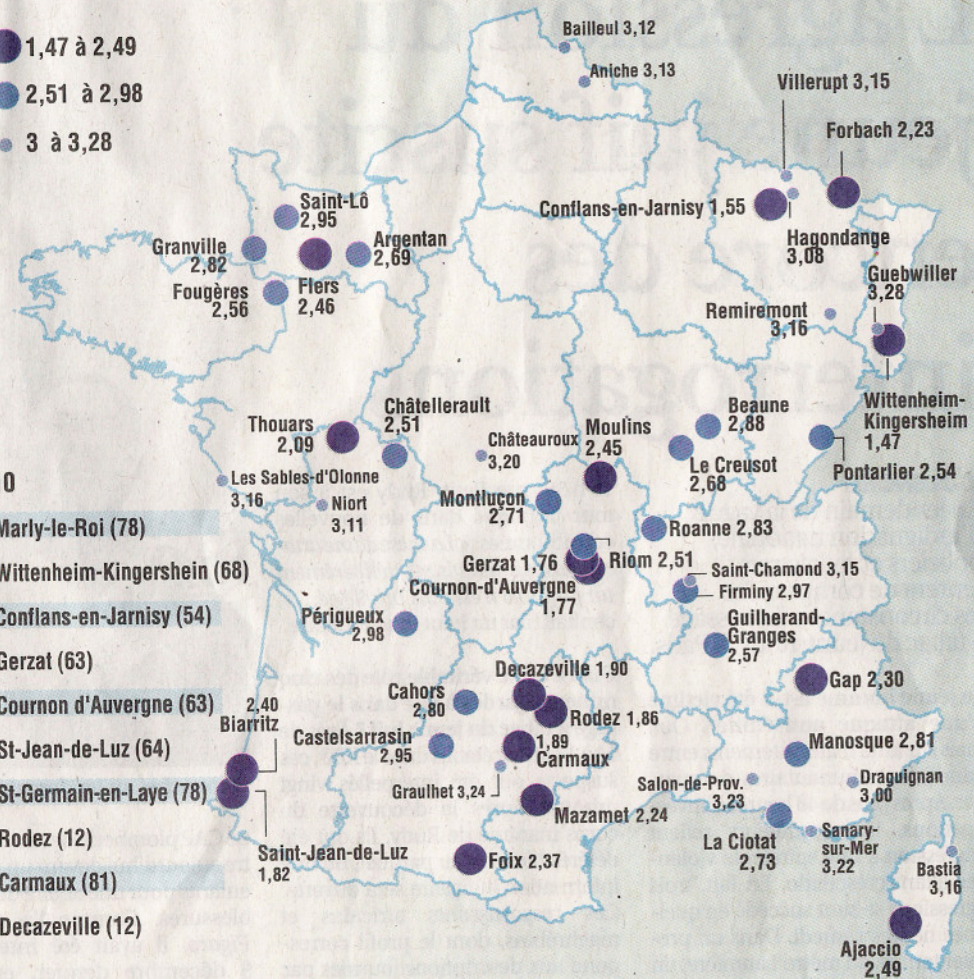 1,47 à 2,49
2,51 à 2,98
3 à 3,28
Bailleul 3,12
Aniche 3,13
Villerupt 3,15
Forbach 2,23
Conflans-en-Jarnisy 1,55
Hagondange
3,08
Guebwiller
3,28
Remiremont
3,16
Wittenheim-
Kingersheim
1,47
Saint-Lô
2,95
Granville
2,82
Argentan
2,69
Fougères
2,56
Flers
2,46
Thouars
2,09
Châtellerault
2,51
Châteauroux
3,20
Moulins
2,45
Beaune
2,88
Le Creusot
2,68
Pontarlier 2,54
Les Sables-d'Olonne
3,16
Niort
3,11
Montluçon
2,71
Roanne 2,83
Gerzat 1,76
Riom 2,51
Cournon-d'Auvergne
1,77
Saint-Chamond 3,15
Firminy 2,97
Périgueux
2,98
Guilherand-
Granges
2,57
Decazeville 1,90
Gap 2,30
Cahors
2,80
Rodez 1,86
Castelsarrasin
2,95
1,89
Carmaux
Manosque 2,81
Graulhet 3,24
Salon-de-Prov.
3,23
Draguignan
3,00
Mazamet 2,24
La Ciotat
2,73
Sanary-
sur-Mer
3,22
2,40
Biarritz
Saint-Jean-de-Luz
1,82
Foix 2,37
Bastia
3,16
Ajaccio
2,49
0
Marly-le-Roi (78)
Wittenheim-Kingershein (68)
Conflans-en-Jarnisy (54)
Gerzat (63)
Cournon d'Auvergne (63)
St-Jean-de-Luz (64)
St-Germain-en-Laye (78)
Rodez (12)
Carmaux (81)
Decazeville (12)